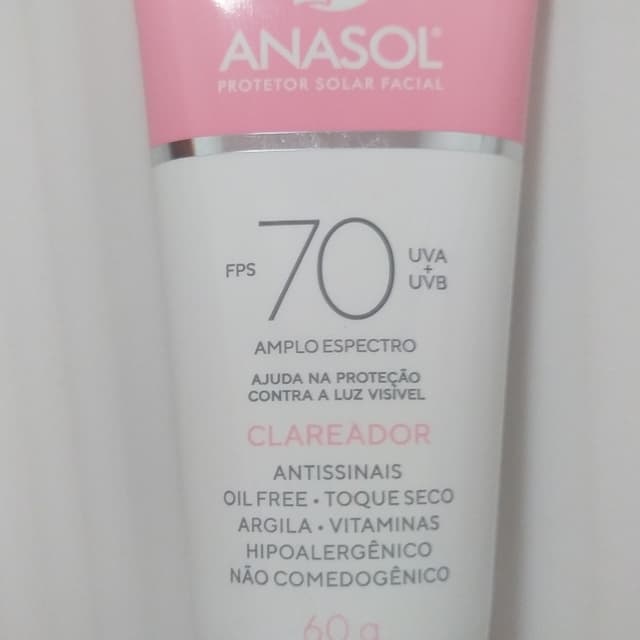 ANASOL®
PROTETOR SOLAR FACIAL
FPS 70 UVA + UVB
AMPLO ESPECTRO
AJUDA NA PROTEÇÃO
CONTRA A LUZ VISÍVEL
CLAREADOR
ANTISSINAIS
OIL FREE • TOQUE SECO
ARGILA • VITAMINAS
HIPOALERGÊNICO
NÃO COMEDOGÊNICO
60 g